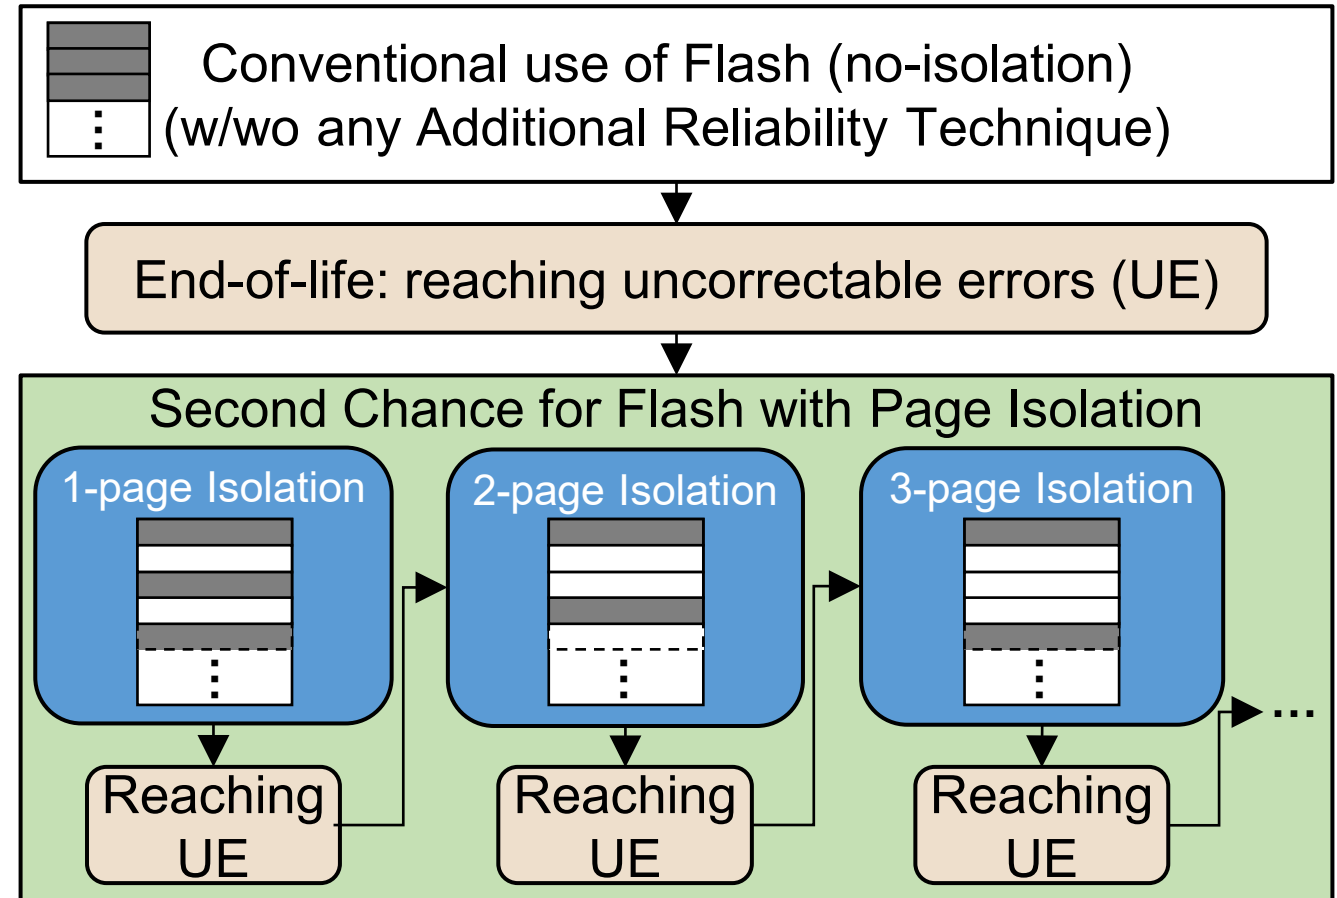 Conventional use of Flash (no-isolation)
(w/wo any Additional Reliability Technique)
End-of-life: reaching uncorrectable errors (UE)
Second Chance for Flash with Page Isolation
1-page Isolation
2-page Isolation
3-page Isolation
...
Reaching
UE
Reaching
UE
Reaching
UE